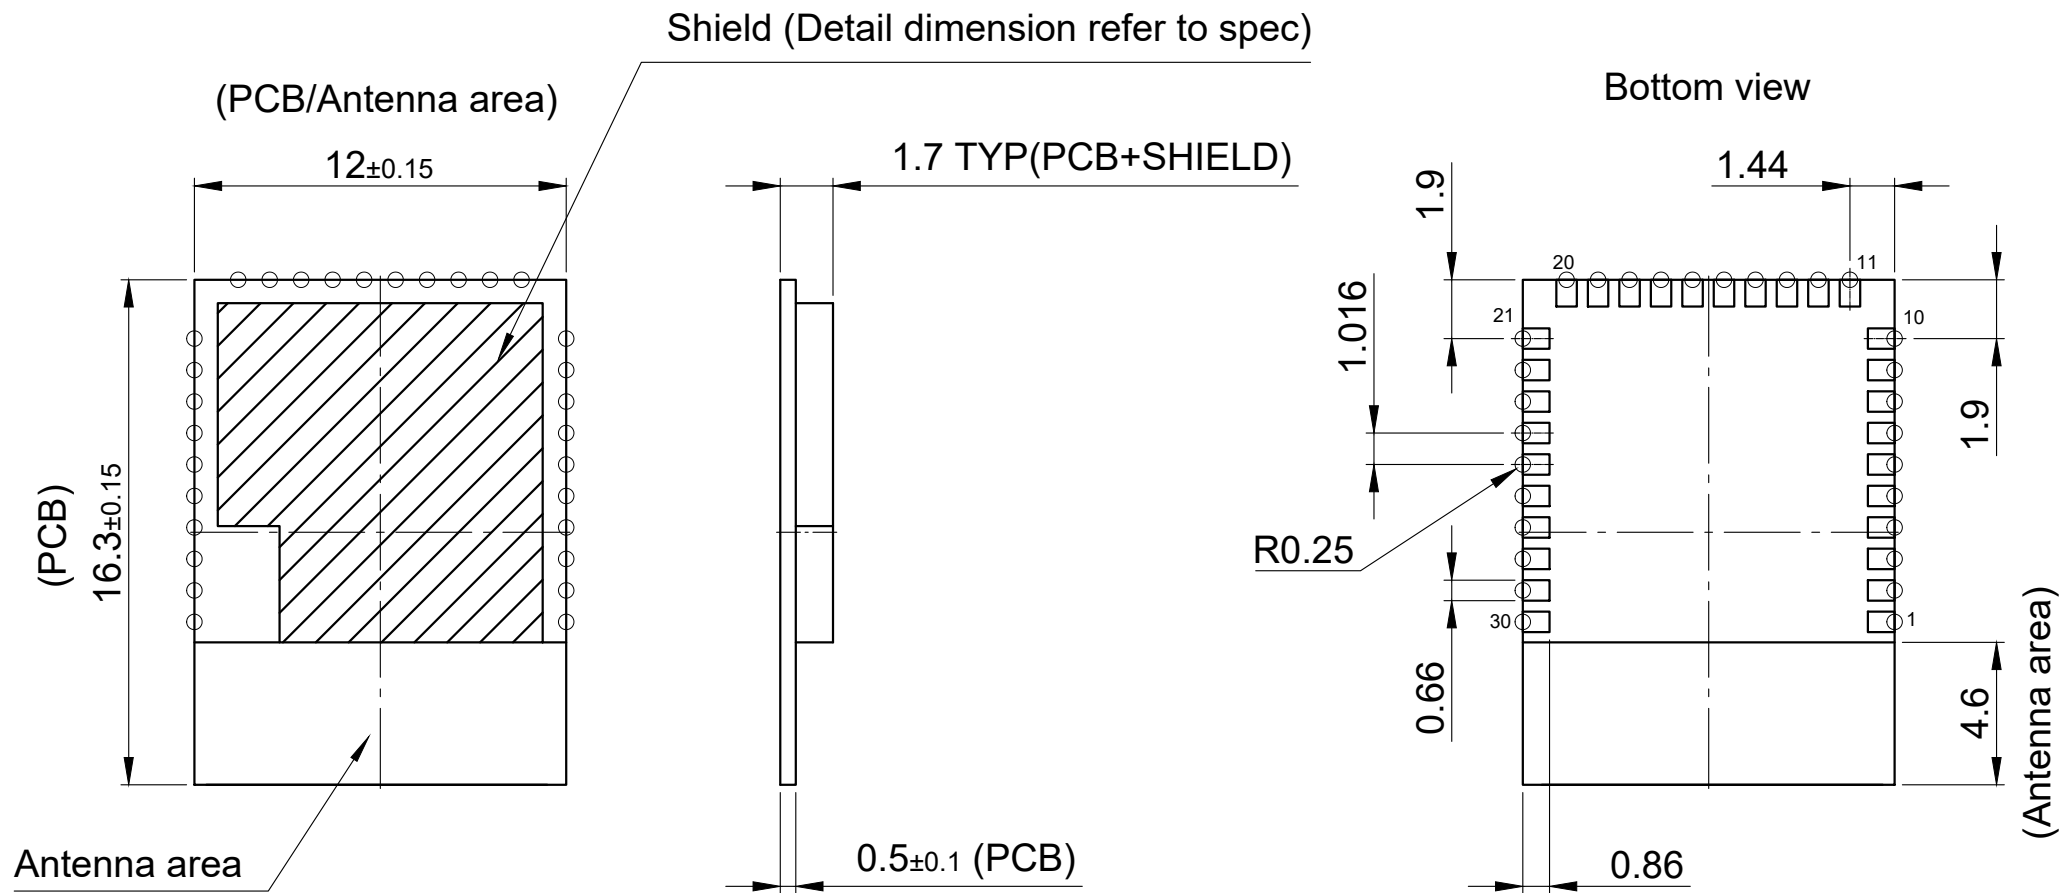 Shield (Detail dimension refer to spec)
(PCB/Antenna area)
Bottom view
12±0.15
1.7 TYP(PCB+SHIELD)
1.9
1.44
20
11
21
10
1.016
1.9
(PCB)
16.3±0.15
R0.25
30
1
0.66
4.6
(Antenna area)
Antenna area
0.5±0.1 (PCB)
0.86